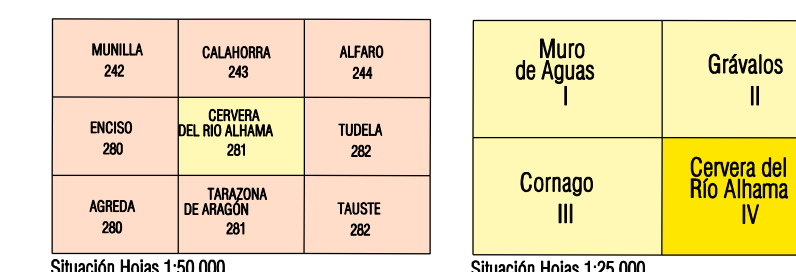 MUNILLA
242
CALAHORRA
243
ALFARO
244
ENCISO
280
CERVERA
DEL RIO ALHAMA
281
TUDELA
282
AGREDA
280
TARAZONA
DE ARAGÓN
281
TAUSTE
282
Situación Hojas 1:50.000
Muro
de Aguas
I
Grávalos
II
Cornago
III
Cervera del
Río Alhama
IV
Situación Hojas 1:25.000